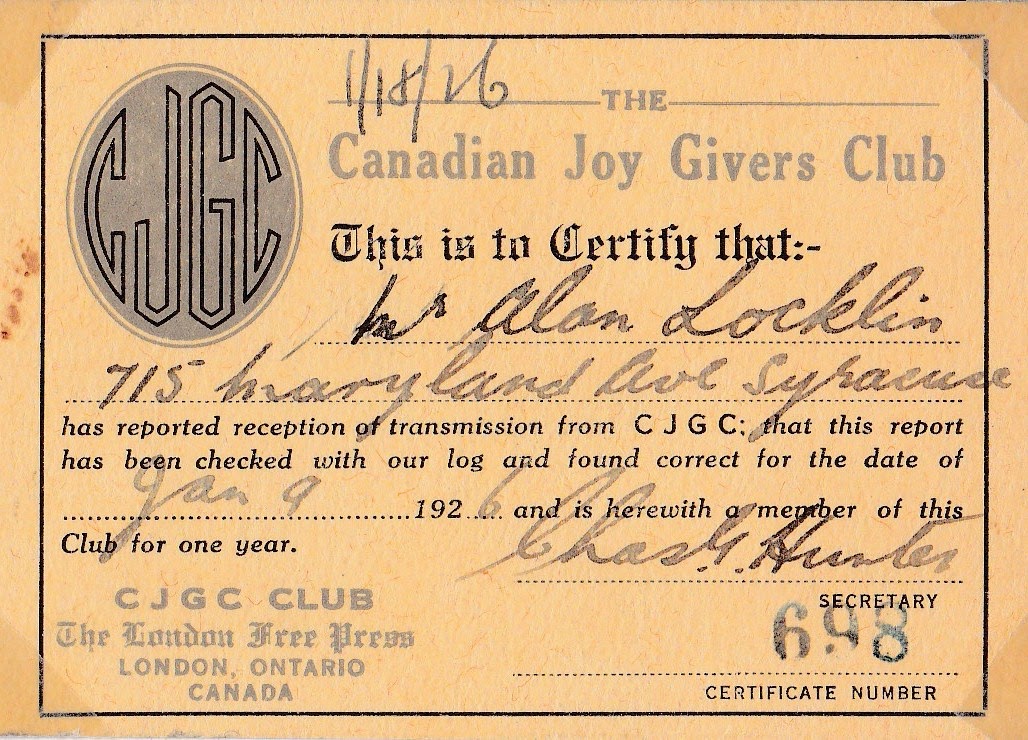 1/18/26
THE
CJGC
Canadian Joy Givers Club
This is to Certify that:-
Mr Alan Locklin
715 Maryland Ave Syracuse
has reported reception of transmission from C J G C; that this report
has been checked with our log and found correct for the date of
Jan 9 1926 and is herewith a member of this
Club for one year.
Chas. G. Hunter
SECRETARY
CJGC CLUB
The London Free Press
LONDON, ONTARIO
CANADA
698
CERTIFICATE NUMBER